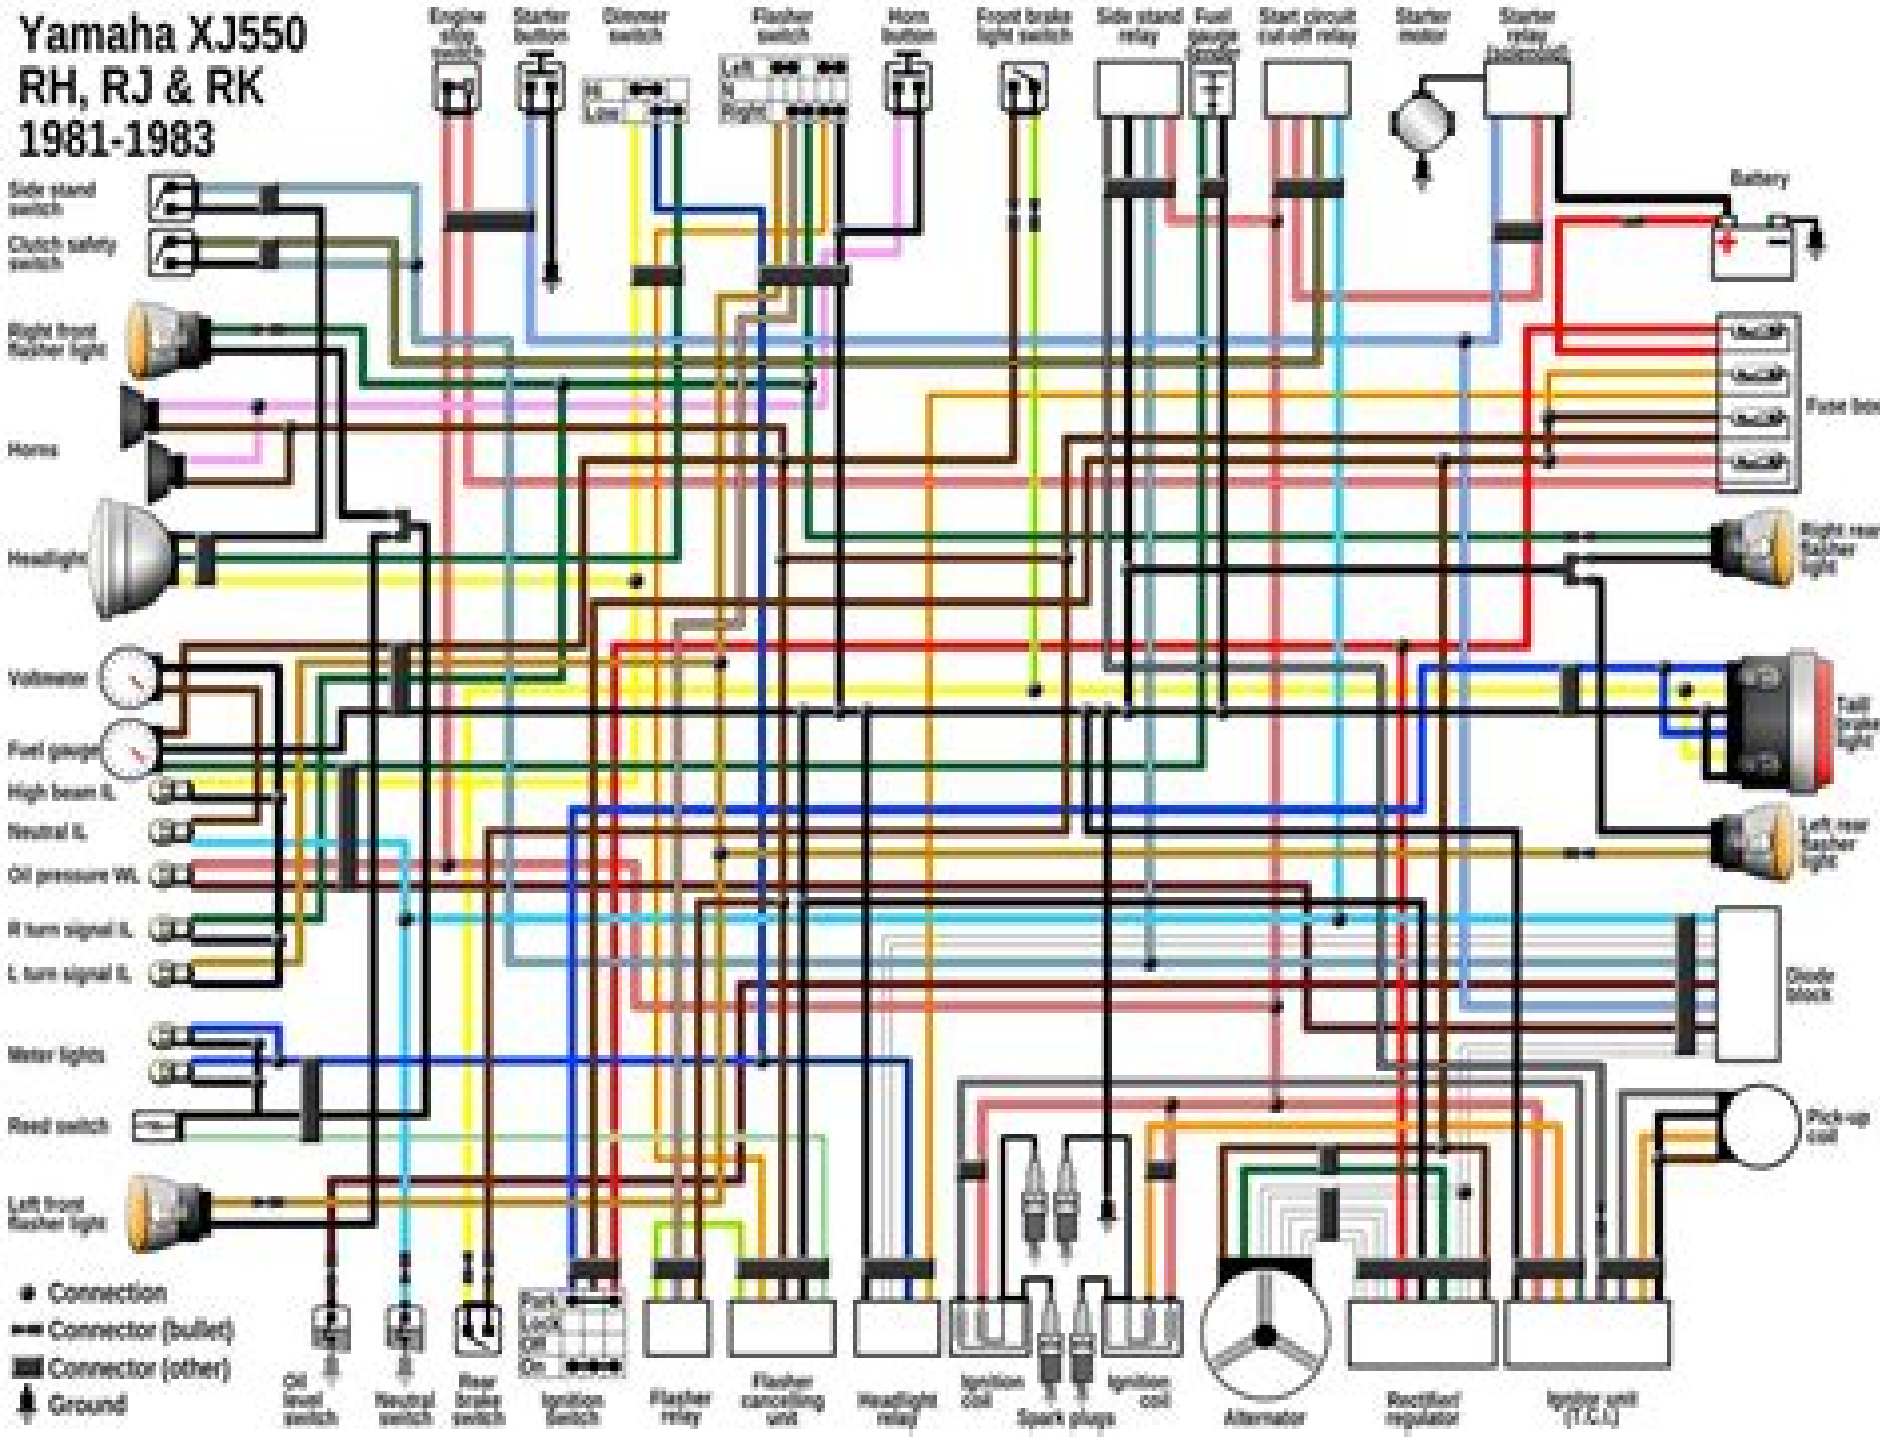 Yamaha XJ550
RH, RJ & RK
1981-1983
Engine
stop
switch
Starter
button
Dimmer
switch
Flasher
switch
Horn
button
Front brake
light switch
Side stand
relay
Fuel
gauge
sender
Start circuit
cut-off relay
Starter
motor
Starter
relay
(solenoid)
Hi
Low
Left
N
Right
Side stand
switch
Clutch safety
switch
Right front
flasher light
Horns
Headlight
Voltmeter
Fuel gauge
High beam IL
Neutral IL
Oil pressure WL
R turn signal IL
L turn signal IL
Meter lights
Reed switch
Left front
flasher light
Battery
+
-
Fuse box
Right rear
flasher
light
Tail/
brake
light
Left rear
flasher
light
Diode
block
Pick-up
coil
Connection
Connector (bullet)
Connector (other)
Ground
Oil
level
switch
Neutral
switch
Rear
brake
switch
Park
Lock
Off
On
Ignition
Switch
Flasher
relay
Flasher
cancelling
unit
Headlight
relay
Ignition
coil
Spark plugs
Ignition
coil
Alternator
Rectifier/
regulator
Ignitor unit
(T.C.I.)